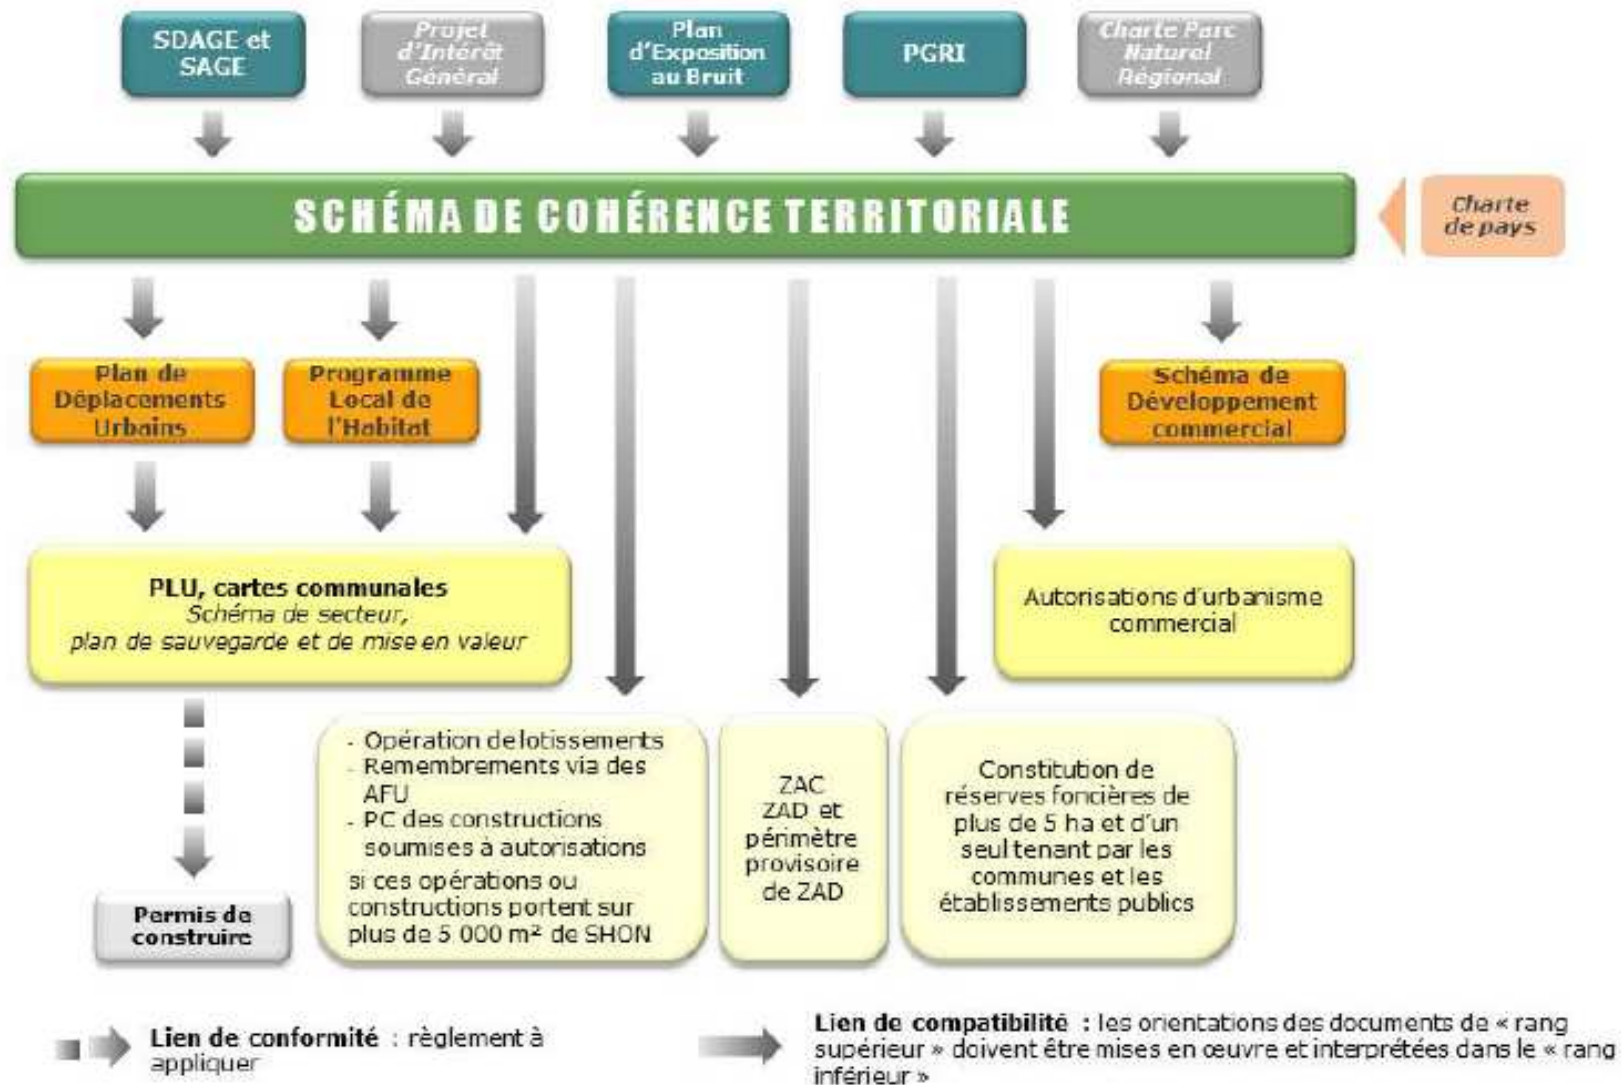 SDAGE et
SAGE
Projet
d'Intérêt
Général
Plan
d'Exposition
au Bruit
PGRI
Charte Parc
Naturel
Régional
SCHÉMA DE COHÉRENCE TERRITORIALE
Charte
de pays
Plan de
Déplacements
Urbains
Programme
Local de
l'Habitat
Schéma de
Développement
commercial
PLU, cartes communales
Schéma de secteur,
plan de sauvegarde et de mise en valeur
Autorisations d'urbanisme
commercial
- Opération de lotissements
- Remembrements via des
AFU
- PC des constructions
soumises à autorisations
si ces opérations ou
constructions portent sur
plus de 5 000 m² de SHON
ZAC
ZAD et
périmètre
provisoire
de ZAD
Constitution de
réserves foncières de
plus de 5 ha et d'un
seul tenant par les
communes et les
établissements publics
Permis de
construire
Lien de conformité : règlement à
appliquer
Lien de compatibilité : les orientations des documents de « rang
supérieur » doivent être mises en œuvre et interprétées dans le « rang
inférieur »